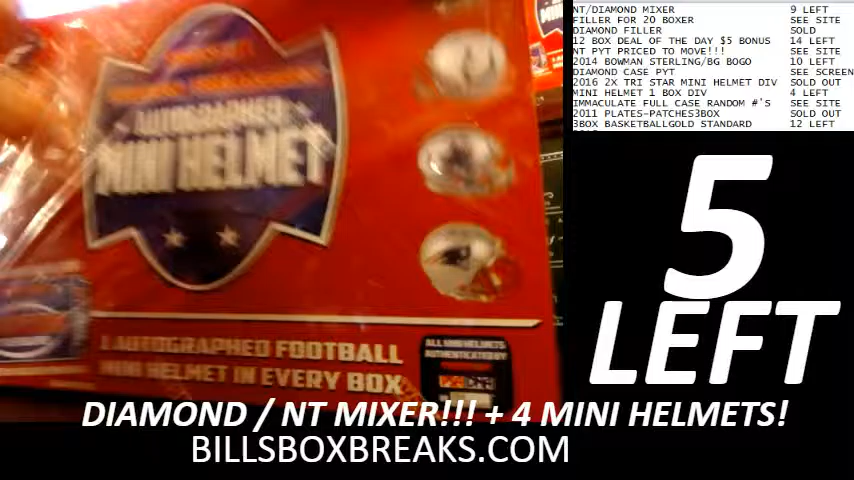 AUTOGRAPHED
MINI HELMET
1 AUTOGRAPHED FOOTBALL
MINI HELMET IN EVERY BOX
ALL MINI HELMETS
AUTHENTICATED BY
NT/DIAMOND MIXER 9 LEFT
FILLER FOR 20 BOXER SEE SITE
DIAMOND FILLER SOLD
12 BOX DEAL OF THE DAY $5 BONUS 14 LEFT
NT PYT PRICED TO MOVE!!! SEE SITE
2014 BOWMAN STERLING/BG BOGO 10 LEFT
DIAMOND CASE PYT SEE SCREEN
2016 2X TRI STAR MINI HELMET DIV SOLD OUT
MINI HELMET 1 BOX DIV 4 LEFT
IMMACULATE FULL CASE RANDOM #'S SEE SITE
2011 PLATES-PATCHES3BOX SOLD OUT
3BOX BASKETBALLGOLD STANDARD 12 LEFT
5
LEFT
DIAMOND / NT MIXER!!! + 4 MINI HELMETS!
BILLSBOXBREAKS.COM